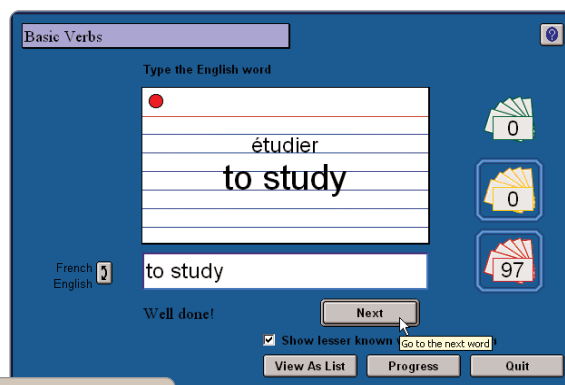 Basic Verbs
?
Type the English word
étudier
to study
0
0
97
French
English
to study
Well done!
Next
Show lesser known
Go to the next word
View As List
Progress
Quit